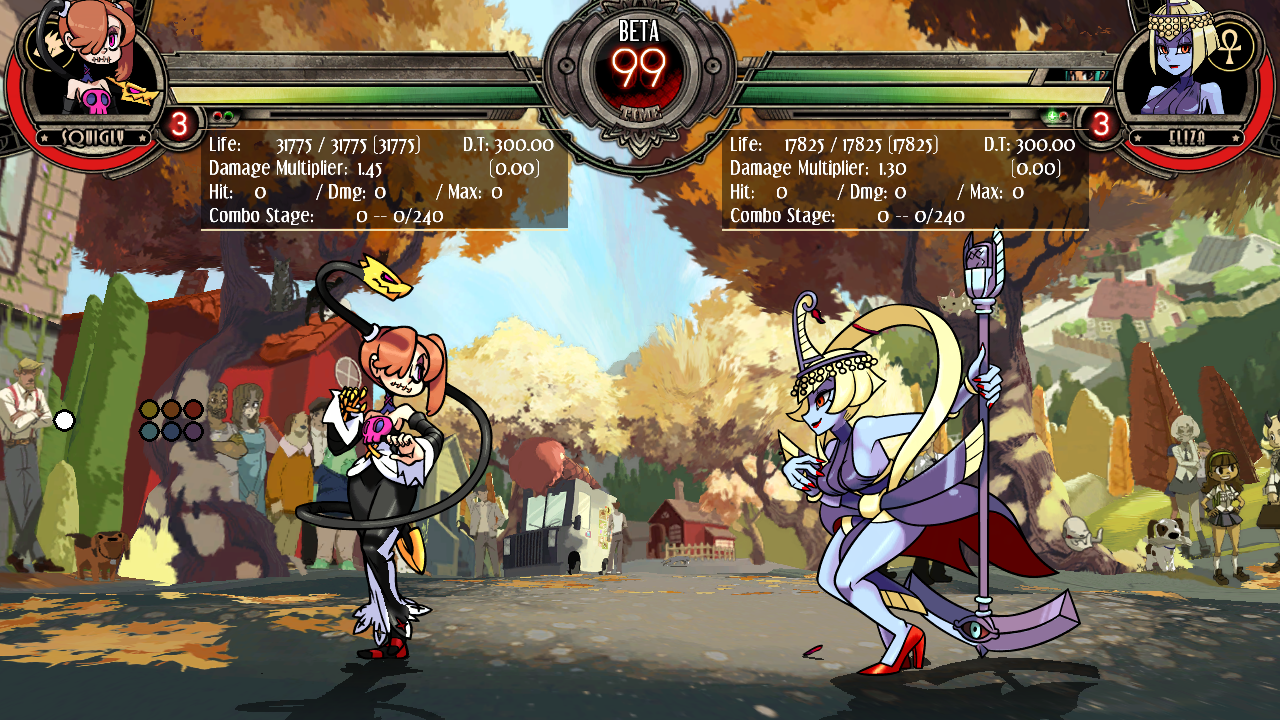 BETA
99
TIME
SQUIGLY
3
3
ELIZA
Life: 31775 / 31775 (31775) D.T: 300.00
Damage Multiplier: 1.45 (0.00)
Hit: 0 / Dmg: 0 / Max: 0
Combo Stage: 0 -- 0/240
Life: 17825 / 17825 (17825) D.T: 300.00
Damage Multiplier: 1.30 (0.00)
Hit: 0 / Dmg: 0 / Max: 0
Combo Stage: 0 -- 0/240